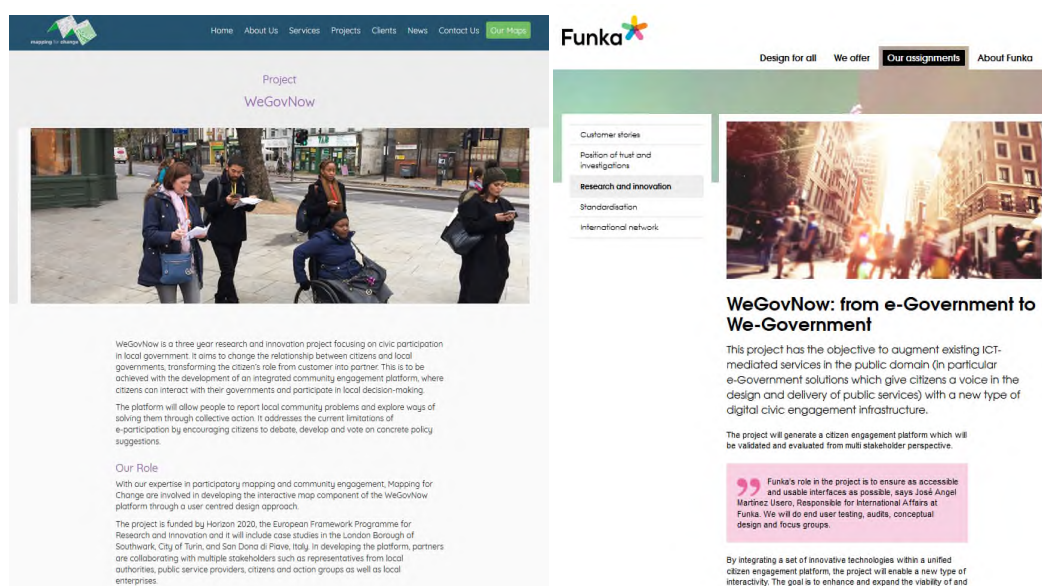 mapping for change
Home About Us Services Projects Clients News Contact Us Our Maps
Project
WeGovNow
WeGovNow is a three year research and innovation project focusing on civic participation
in local government. It aims to change the relationship between citizens and local
governments, transforming the citizen's role from customer into partner. This is to be
achieved with the development of an integrated community engagement platform, where
citizens can interact with their governments and participate in local decision-making.
The platform will allow people to report local community problems and explore ways of
solving them through collective action. It addresses the current limitations of
e-participation by encouraging citizens to debate, develop and vote on concrete policy
suggestions.
Our Role
With our expertise in participatory mapping and community engagement, Mapping for
Change are involved in developing the interactive map component of the WeGovNow
platform through a user centred design approach.
The project is funded by Horizon 2020, the European Framework Programme for
Research and Innovation and it will include case studies in the London Borough of
Southwark, City of Turin, and San Dona di Piave, Italy. In developing the platform, partners
are collaborating with multiple stakeholders such as representatives from local
authorities, public service providers, citizens and action groups as well as local
enterprises.
Funka
Design for all We offer Our assignments About Funka
Customer stories
Position of trust and
investigations
Research and innovation
Standardisation
International network
WeGovNow: from e-Government to
We-Government
This project has the objective to augment existing ICT-
mediated services in the public domain (in particular
e-Government solutions which give citizens a voice in the
design and delivery of public services) with a new type of
digital civic engagement infrastructure.
The project will generate a citizen engagement platform which will
be validated and evaluated from multi stakeholder perspective.
Funka's role in the project is to ensure as accessible
and usable interfaces as possible, says José Angel
Martínez Usero, Responsible for International Affairs at
Funka. We will do end user testing, audits, conceptual
design and focus groups.
By integrating a set of innovative technologies within a unified
citizen engagement platform, the project will enable a new type of
interactivity. The goal is to enhance and expand the viability of and